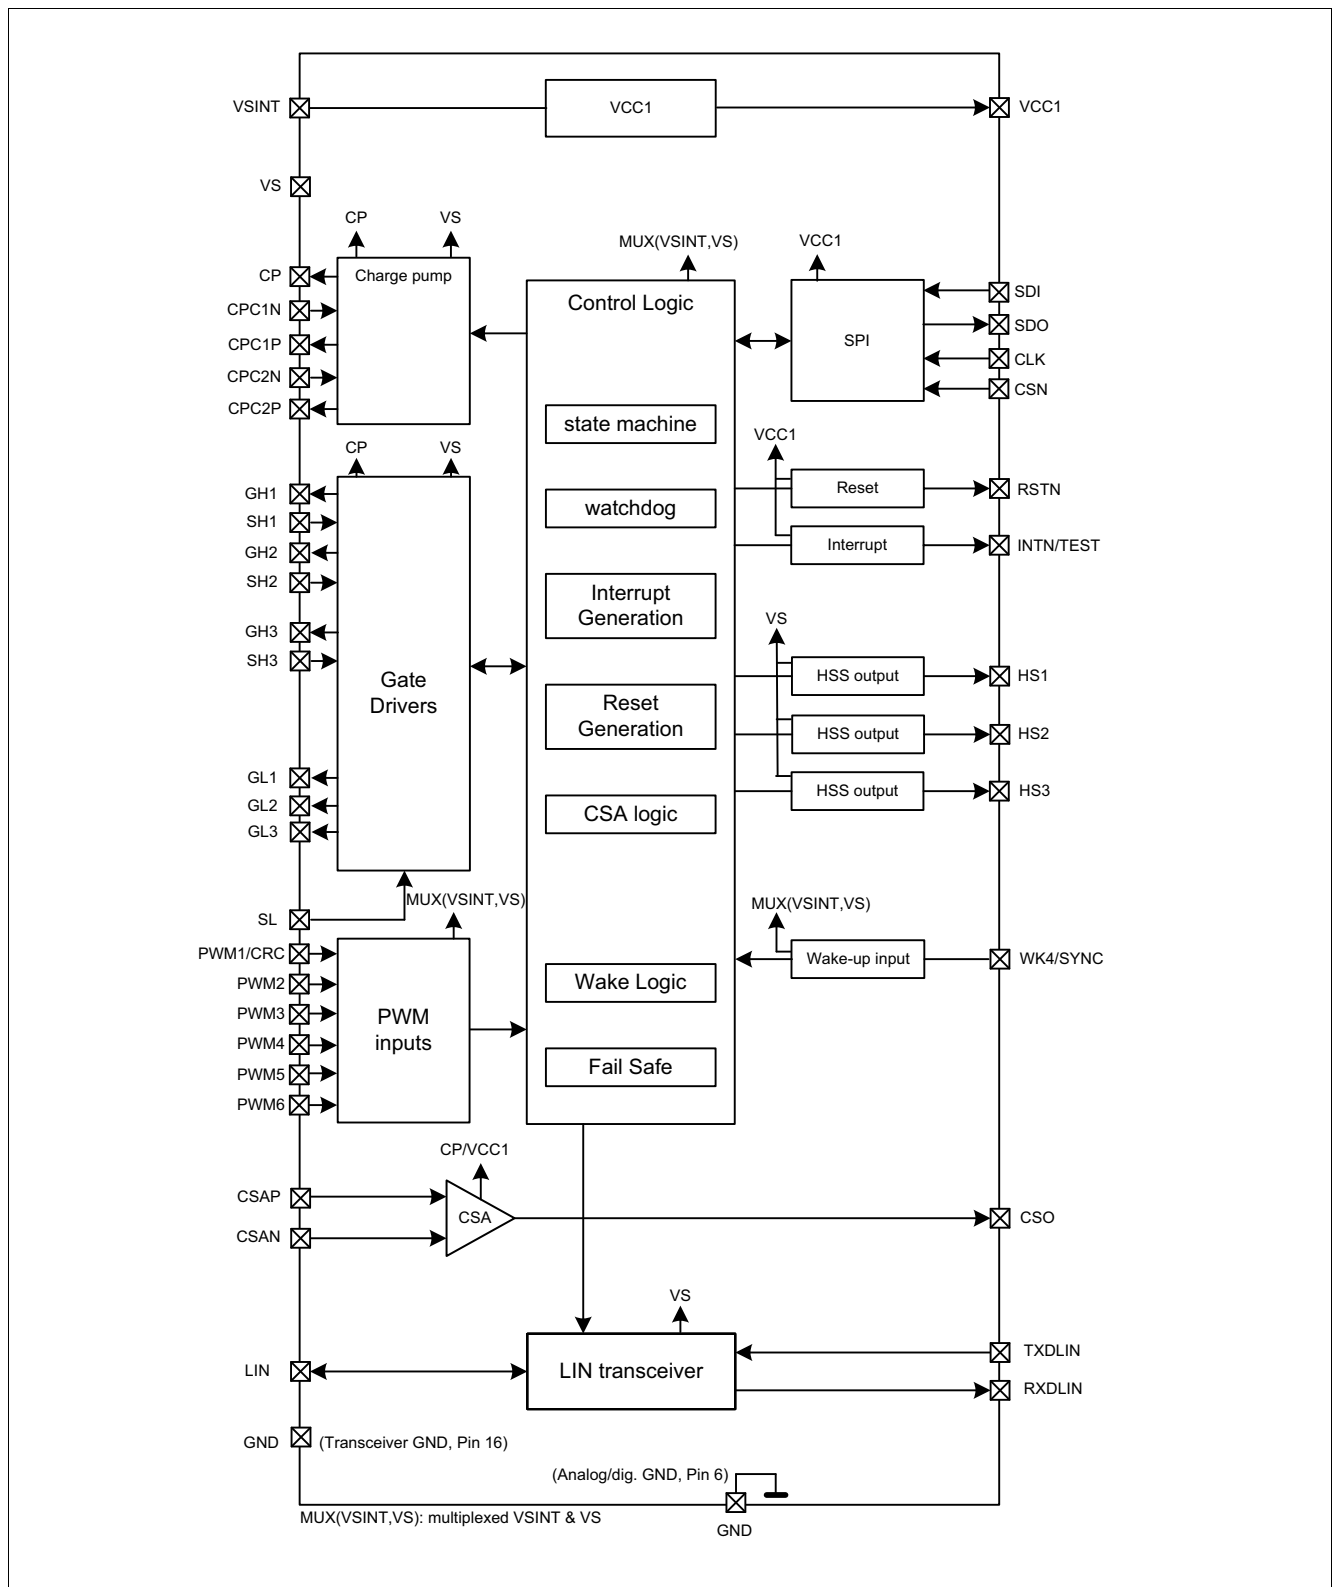 VSINT
VCC1
VCC1
VS
CP
VS
CP
Charge pump
CPC1N
CPC1P
CPC2N
CPC2P
MUX(VSINT,VS)
Control Logic
VCC1
SPI
SDI
SDO
CLK
CSN
state machine
watchdog
Interrupt
Generation
Reset
Generation
CSA logic
Wake Logic
Fail Safe
CP
VS
GH1
SH1
GH2
SH2
GH3
SH3
Gate
Drivers
GL1
GL2
GL3
SL
VCC1
Reset
RSTN
Interrupt
INTN/TEST
VS
HSS output
HS1
HSS output
HS2
HSS output
HS3
MUX(VSINT,VS)
PWM1/CRC
PWM2
PWM3
PWM4
PWM5
PWM6
PWM
inputs
MUX(VSINT,VS)
Wake-up input
WK4/SYNC
CP/VCC1
CSAP
CSAN
CSA
CSO
VS
LIN
LIN transceiver
TXDLIN
RXDLIN
GND
(Transceiver GND, Pin 16)
(Analog/dig. GND, Pin 6)
MUX(VSINT,VS): multiplexed VSINT & VS
GND